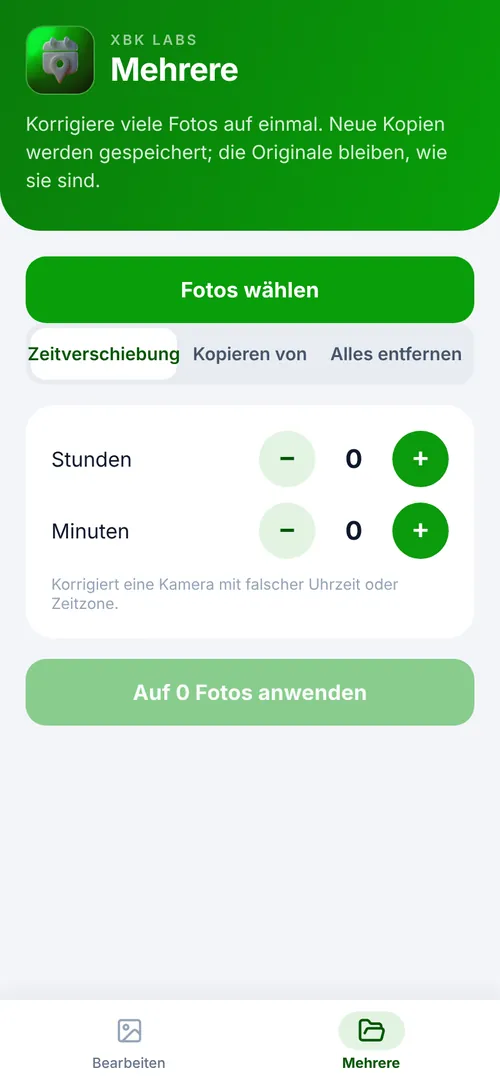 XBK LABS
Mehrere
Korrigiere viele Fotos auf einmal. Neue Kopien
werden gespeichert; die Originale bleiben, wie
sie sind.
Fotos wählen
Zeitverschiebung Kopieren von Alles entfernen
Stunden − 0 +
Minuten − 0 +
Korrigiert eine Kamera mit falscher Uhrzeit oder
Zeitzone.
Auf 0 Fotos anwenden
Bearbeiten Mehrere